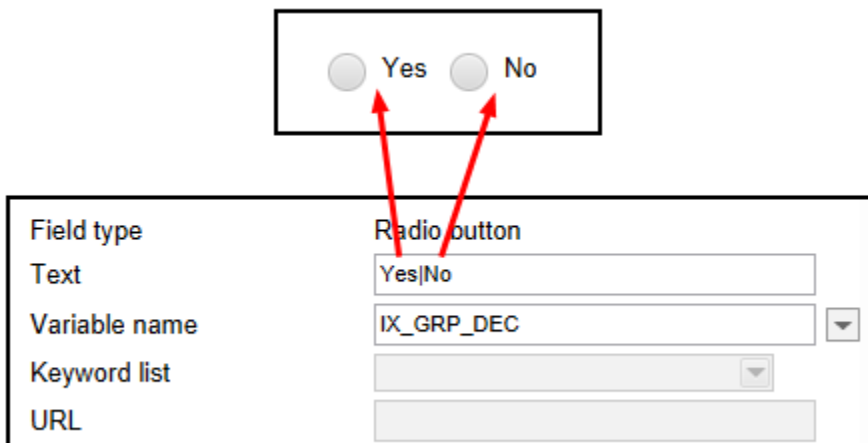 Yes No
Field type Radio button
Text Yes|No
Variable name IX_GRP_DEC
Keyword list
URL